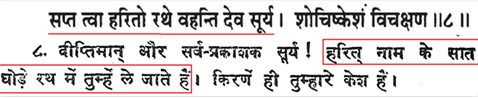 सप्त त्वा हरितो रथे वहन्ति देव सूर्य। शोचिष्केशं विचक्षण ॥८॥
८. दीप्तिमान् और सर्व-प्रकाशक सूर्य! हरित् नाम के सात
घोड़े रथ में तुम्हें ले जाते हैं। किरणें ही तुम्हारे केश हैं।